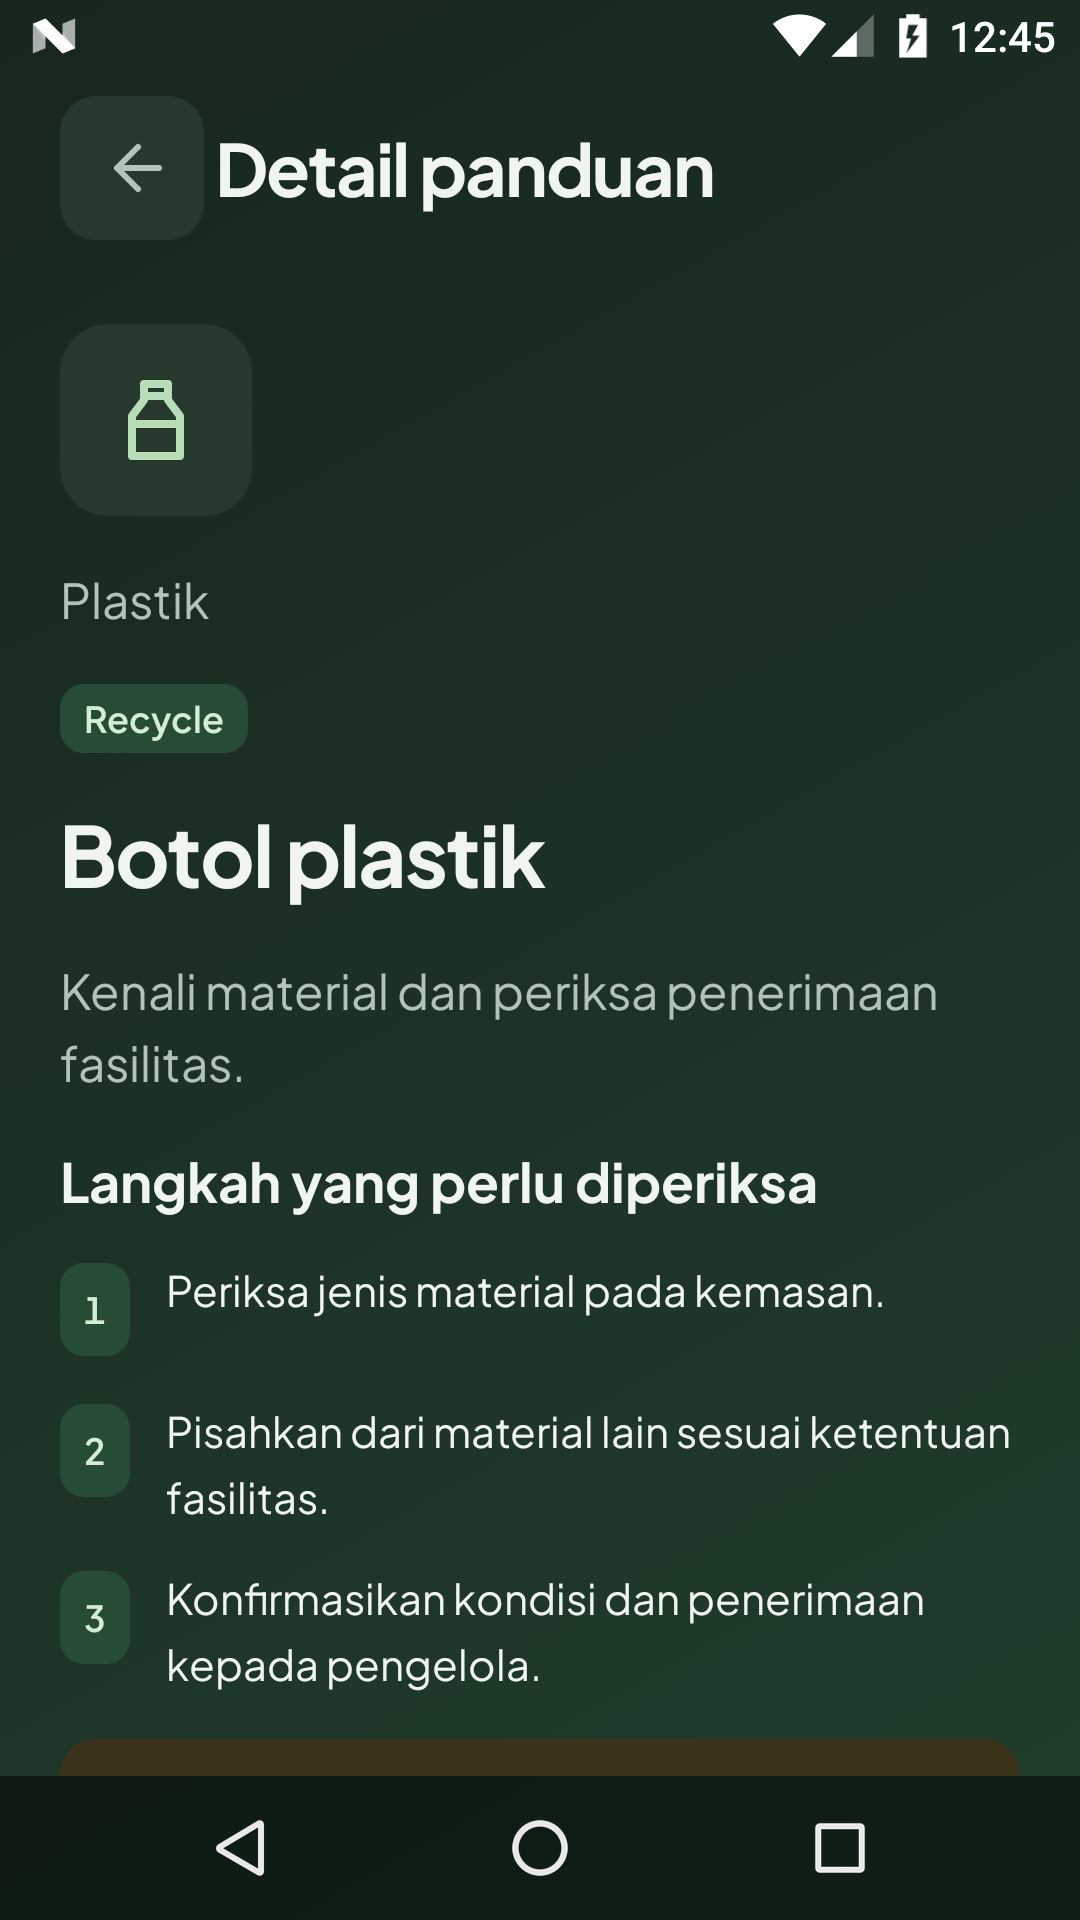 12:45
Detail panduan
Plastik
Recycle
Botol plastik
Kenali material dan periksa penerimaan
fasilitas.
Langkah yang perlu diperiksa
1 Periksa jenis material pada kemasan.
2 Pisahkan dari material lain sesuai ketentuan
fasilitas.
3 Konfirmasikan kondisi dan penerimaan
kepada pengelola.